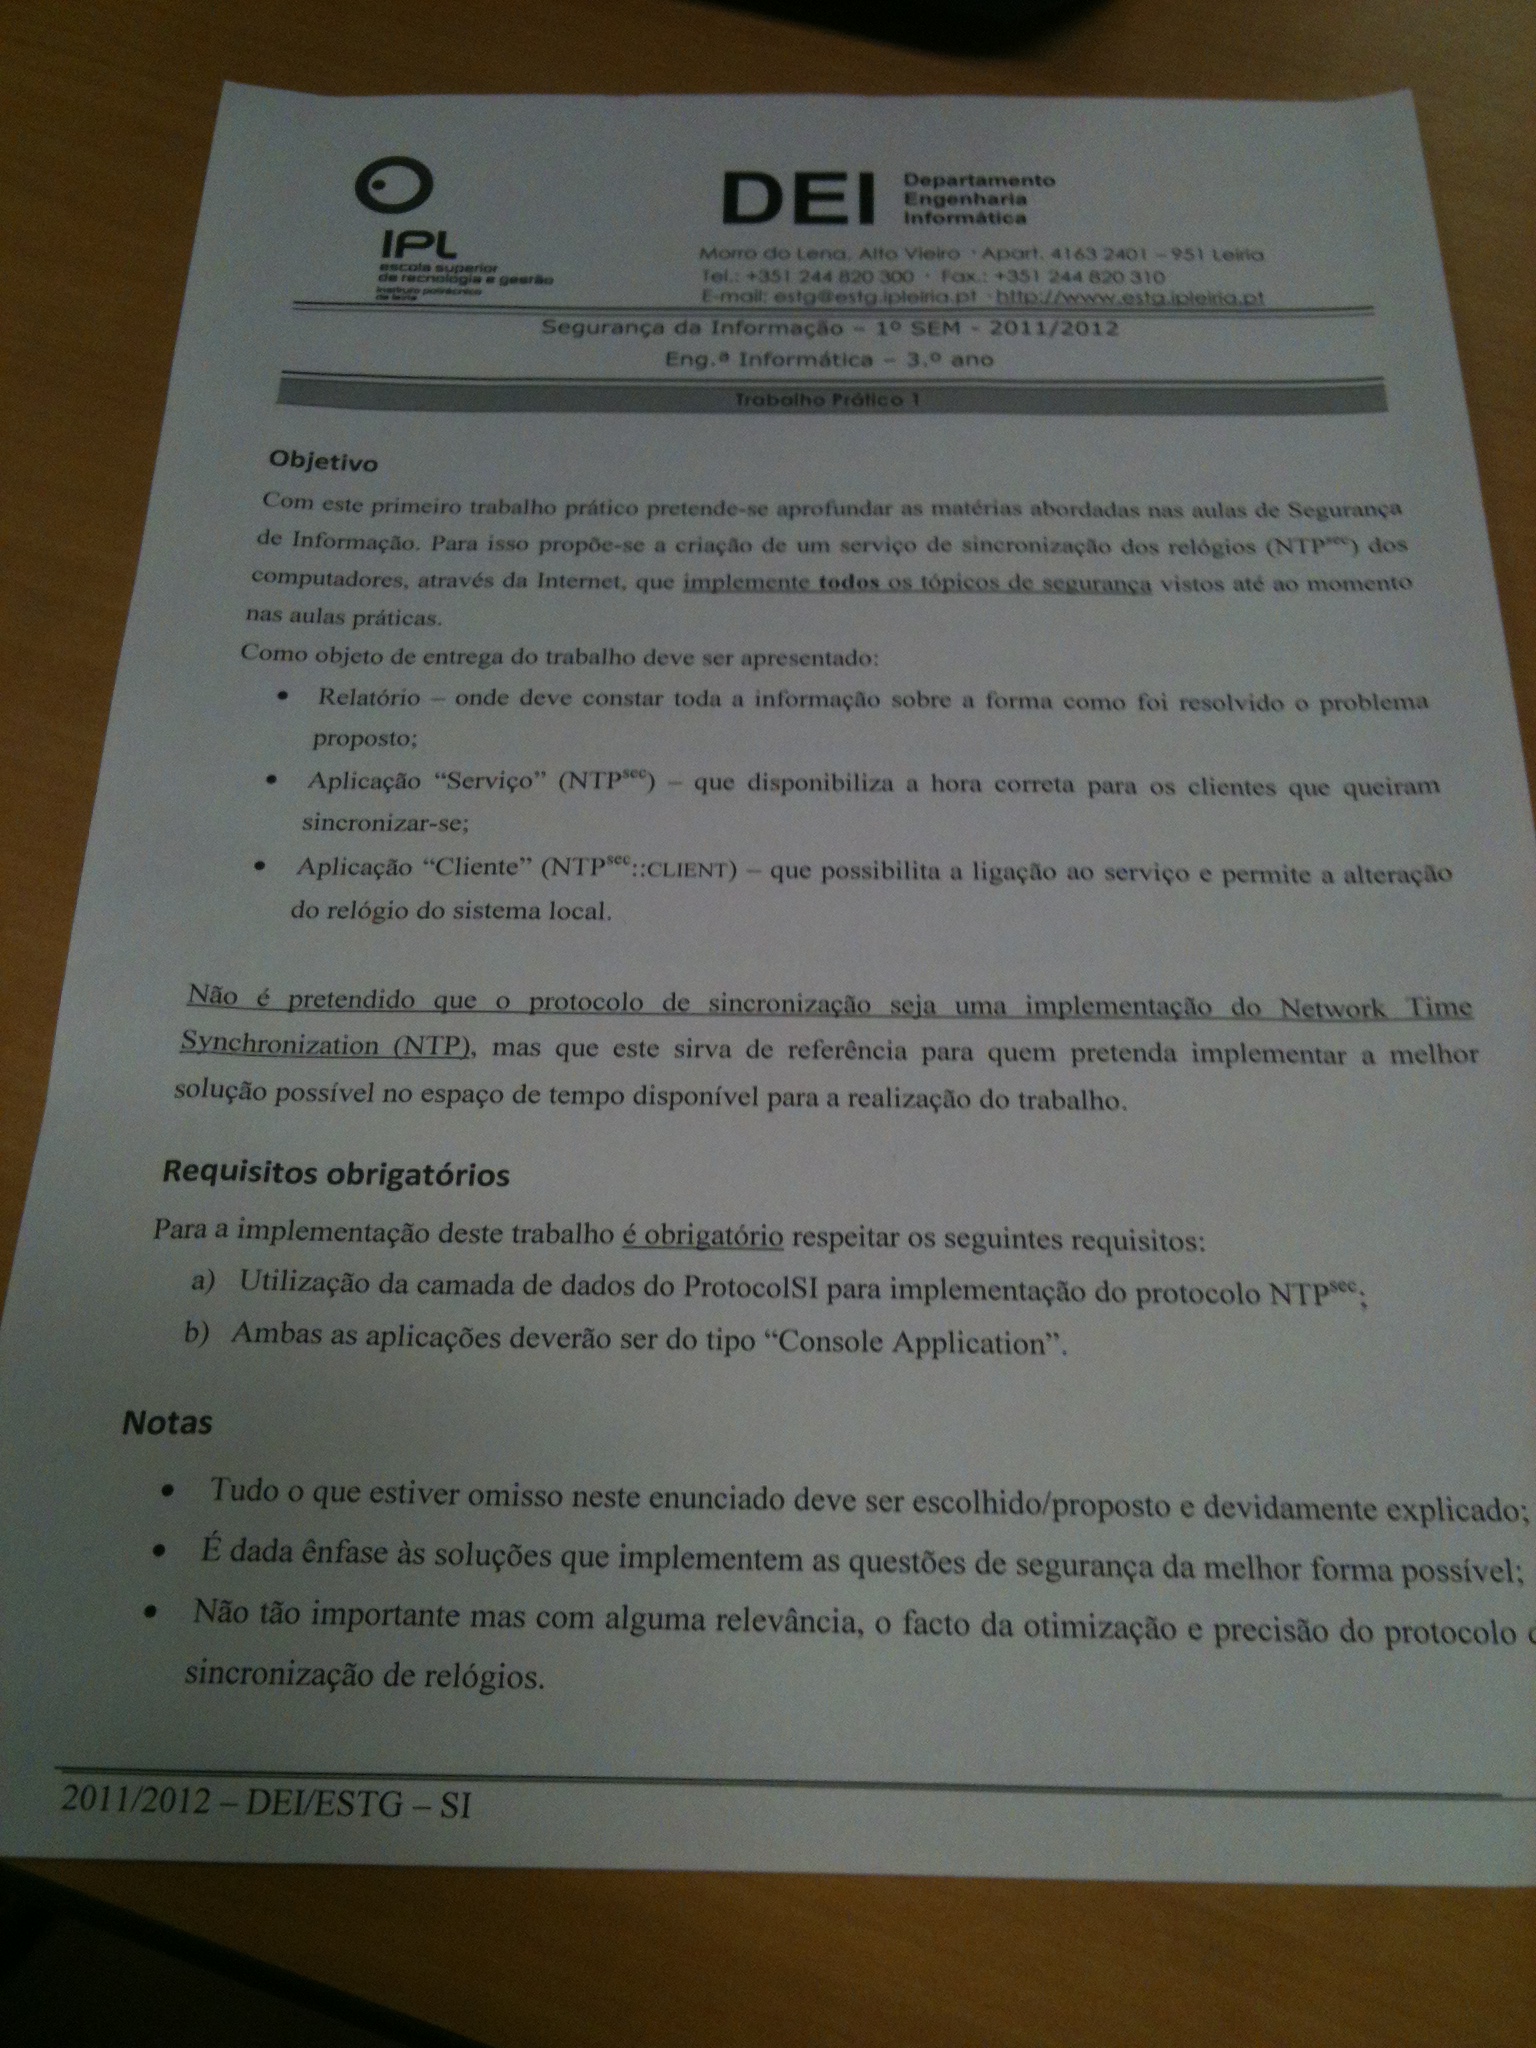 IPL
escola superior
de tecnologia e gestão
instituto politécnico
de leiria
DEI
Departamento
Engenharia
Informática
Morro do Lena, Alto Vieiro · Apart. 4163 2401 – 951 Leiria
Tel.: +351 244 820 300 · Fax.: +351 244 820 310
E-mail: estg@estg.ipleiria.pt · http://www.estg.ipleiria.pt
Segurança da Informação – 1º SEM - 2011/2012
Eng.ª Informática – 3.º ano
Trabalho Prático 1
Objetivo
Com este primeiro trabalho prático pretende-se aprofundar as matérias abordadas nas aulas de Segurança
de Informação. Para isso propõe-se a criação de um serviço de sincronização dos relógios (NTPsec) dos
computadores, através da Internet, que implemente todos os tópicos de segurança vistos até ao momento
nas aulas práticas.
Como objeto de entrega do trabalho deve ser apresentado:
• Relatório – onde deve constar toda a informação sobre a forma como foi resolvido o problema
proposto;
• Aplicação “Serviço” (NTPsec) – que disponibiliza a hora correta para os clientes que queiram
sincronizar-se;
• Aplicação “Cliente” (NTPsec::CLIENT) – que possibilita a ligação ao serviço e permite a alteração
do relógio do sistema local.
Não é pretendido que o protocolo de sincronização seja uma implementação do Network Time
Synchronization (NTP), mas que este sirva de referência para quem pretenda implementar a melhor
solução possível no espaço de tempo disponível para a realização do trabalho.
Requisitos obrigatórios
Para a implementação deste trabalho é obrigatório respeitar os seguintes requisitos:
a) Utilização da camada de dados do ProtocolSI para implementação do protocolo NTPsec;
b) Ambas as aplicações deverão ser do tipo “Console Application”.
Notas
• Tudo o que estiver omisso neste enunciado deve ser escolhido/proposto e devidamente explicado;
• É dada ênfase às soluções que implementem as questões de segurança da melhor forma possível;
• Não tão importante mas com alguma relevância, o facto da otimização e precisão do protocolo
sincronização de relógios.
2011/2012 – DEI/ESTG – SI